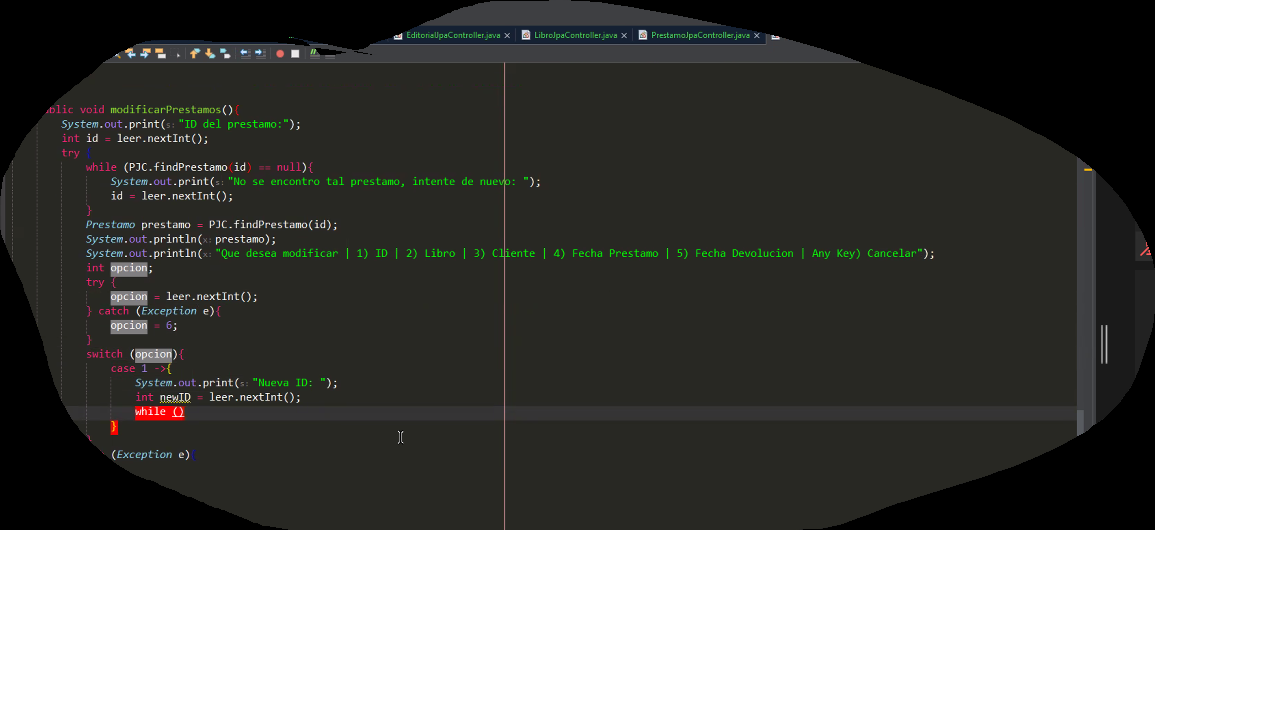 EditorialJpaController.java LibroJpaController.java PrestamoJpaController.java
void modificarPrestamos(){
System.out.print(s:"ID del prestamo:");
int id = leer.nextInt();
try {
while (PJC.findPrestamo(id) == null){
System.out.print(s:"No se encontro tal prestamo, intente de nuevo: ");
id = leer.nextInt();
}
Prestamo prestamo = PJC.findPrestamo(id);
System.out.println(x:prestamo);
System.out.println(x:"Que desea modificar | 1) ID | 2) Libro | 3) Cliente | 4) Fecha Prestamo | 5) Fecha Devolucion | Any Key) Cancelar");
int opcion;
try {
opcion = leer.nextInt();
} catch (Exception e){
opcion = 6;
}
switch (opcion){
case 1 ->{
System.out.print(s:"Nueva ID: ");
int newID = leer.nextInt();
while ()
}
}
(Exception e){